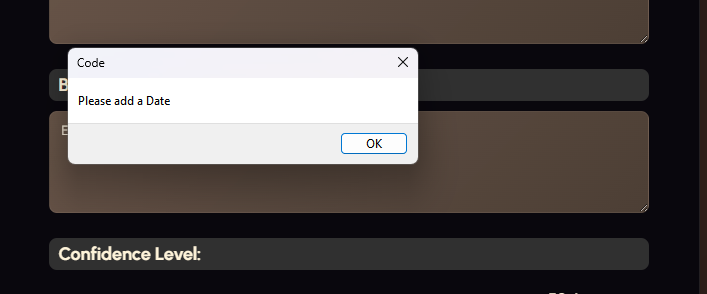 Code
Please add a Date
OK
Confidence Level: